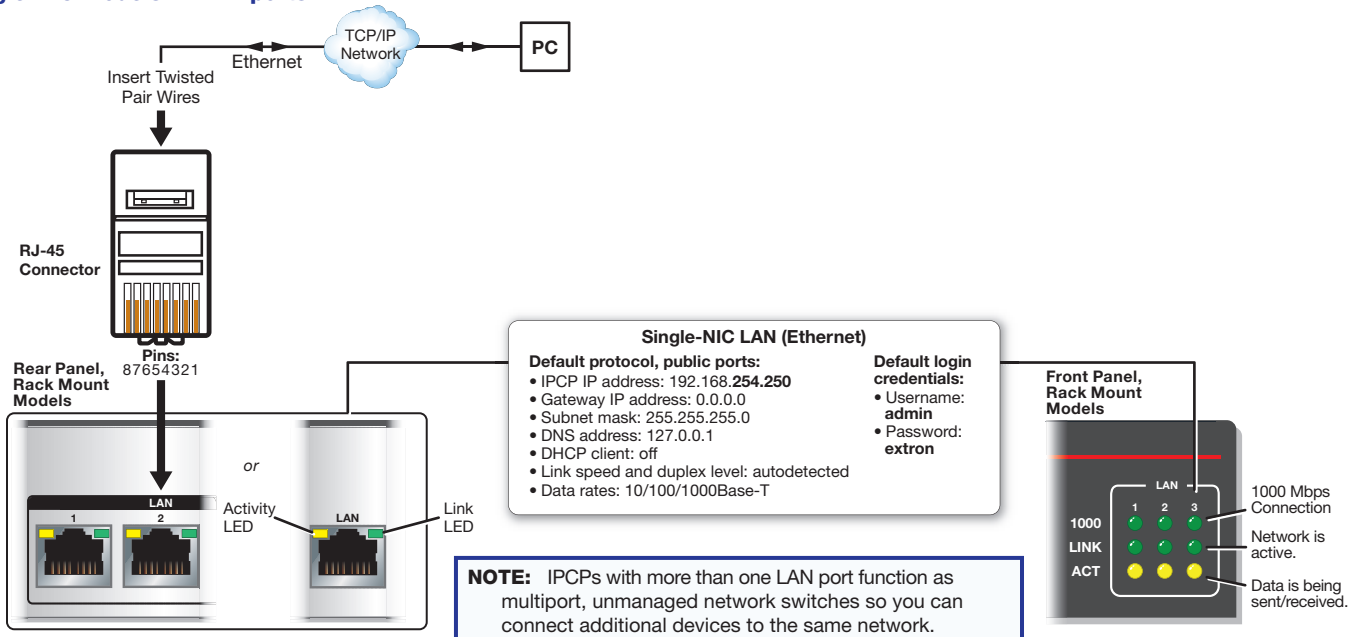 TCP/IP
Network
PC
Ethernet
Insert Twisted
Pair Wires
RJ-45
Connector
Pins:
87654321
Rear Panel,
Rack Mount
Models
or
LAN
1 2
Activity
LED
LAN
Link
LED
Single-NIC LAN (Ethernet)
Default protocol, public ports:
• IPCP IP address: 192.168.254.250
• Gateway IP address: 0.0.0.0
• Subnet mask: 255.255.255.0
• DNS address: 127.0.0.1
• DHCP client: off
• Link speed and duplex level: autodetected
• Data rates: 10/100/1000Base-T
Default login
credentials:
• Username:
admin
• Password:
extron
NOTE: IPCPs with more than one LAN port function as
multiport, unmanaged network switches so you can
connect additional devices to the same network.
Front Panel,
Rack Mount
Models
LAN
1 2 3
1000
LINK
ACT
1000 Mbps
Connection
Network is
active.
Data is being
sent/received.